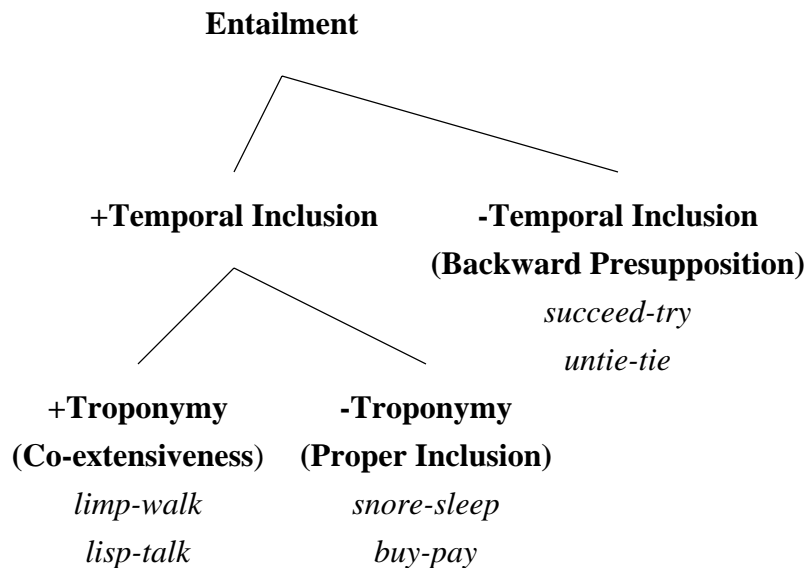 Entailment
+Temporal Inclusion
-Temporal Inclusion
(Backward Presupposition)
succeed-try
untie-tie
+Troponymy
(Co-extensiveness)
limp-walk
lisp-talk
-Troponymy
(Proper Inclusion)
snore-sleep
buy-pay